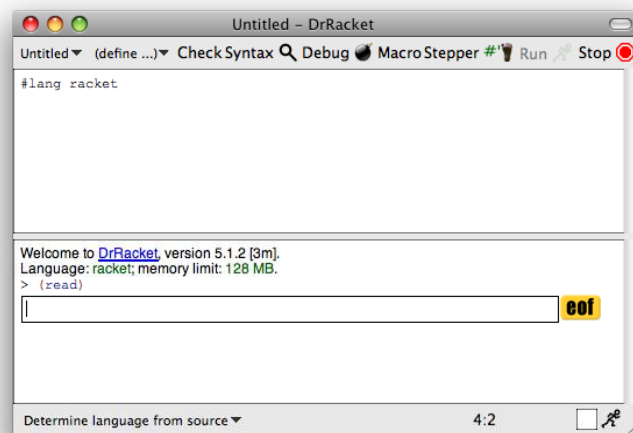 Untitled – DrRacket
Untitled (define ...) Check Syntax Debug Macro Stepper #' Run Stop
#lang racket
Welcome to DrRacket, version 5.1.2 [3m].
Language: racket; memory limit: 128 MB.
> (read)
eof
Determine language from source 4:2